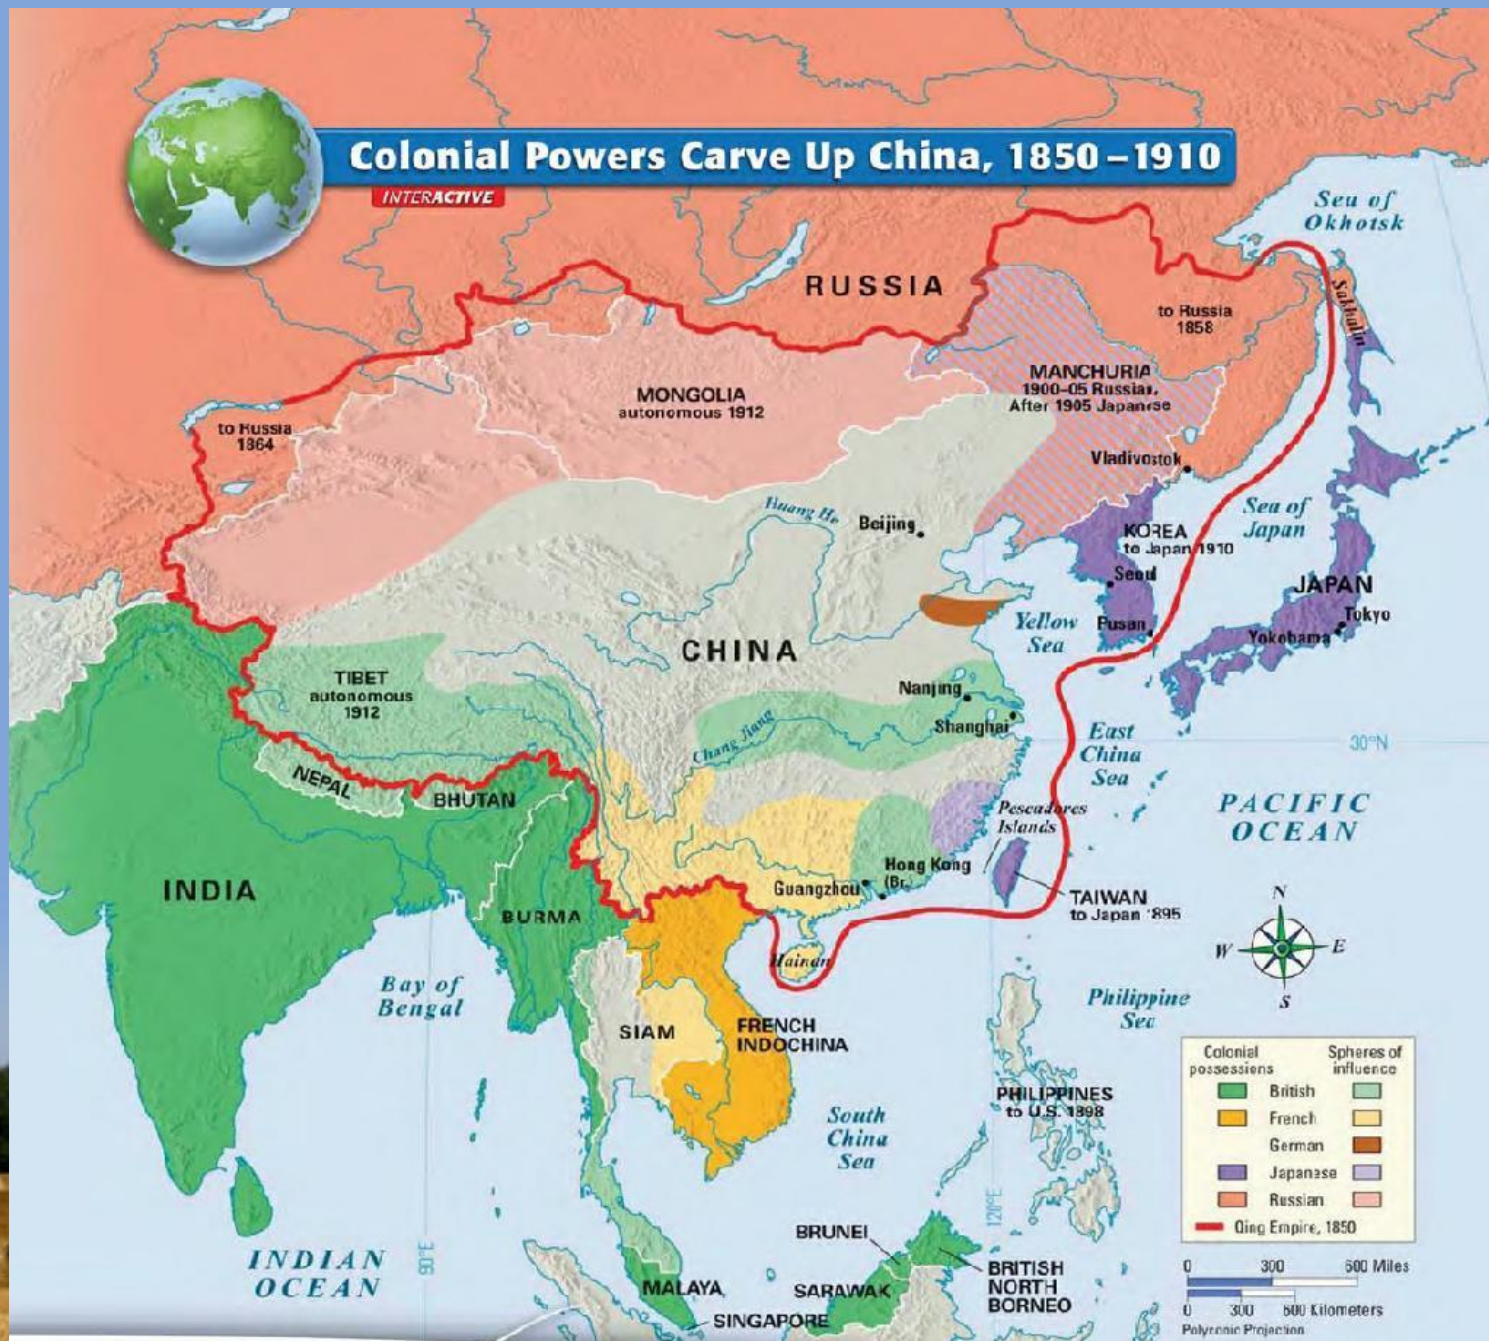 Colonial Powers Carve Up China, 1850–1910
INTERACTIVE
Sea of
Okhotsk
RUSSIA
Sakhalin
to Russia
1858
MANCHURIA
1900–05 Russian,
After 1905 Japanese
MONGOLIA
autonomous 1912
to Russia
1864
Vladivostok
Huang He
Beijing
Sea of
Japan
KOREA
to Japan 1910
Seoul
JAPAN
Tokyo
Yokohama
Pusan
Yellow
Sea
CHINA
TIBET
autonomous
1912
Nanjing
Shanghai
Chang Jiang
East
China
Sea
30°N
NEPAL
BHUTAN
PACIFIC
OCEAN
Pescadores
Islands
INDIA
Hong Kong
(Br.)
Guangzhou
TAIWAN
to Japan 1895
BURMA
N
W
E
S
Hainan
Bay of
Bengal
Philippine
Sea
SIAM
FRENCH
INDOCHINA
PHILIPPINES
to U.S. 1898
South
China
Sea
Colonial
possessions
Spheres of
influence
British
French
German
Japanese
Russian
Qing Empire, 1850
INDIAN
OCEAN
90°E
120°E
BRUNEI
MALAYA
SARAWAK
BRITISH
NORTH
BORNEO
SINGAPORE
0 300 600 Miles
0 300 600 Kilometers
Polyconic Projection